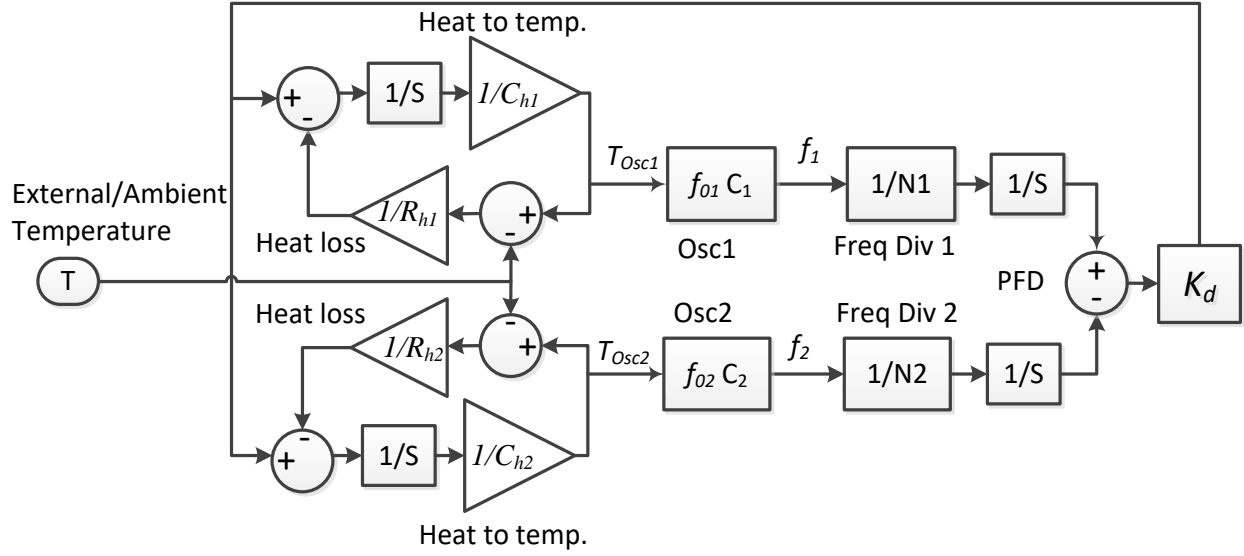 Heat to temp.
+
-
1/S
1/Ch1
TOsc1
f1
f01 C1
1/N1
1/S
External/Ambient
Temperature
1/Rh1
-
+
Heat loss
Osc1
Freq Div 1
T
PFD
+
-
Kd
Heat loss
Osc2
Freq Div 2
1/Rh2
-
+
TOsc2
f2
f02 C2
1/N2
1/S
-
+
1/S
1/Ch2
Heat to temp.